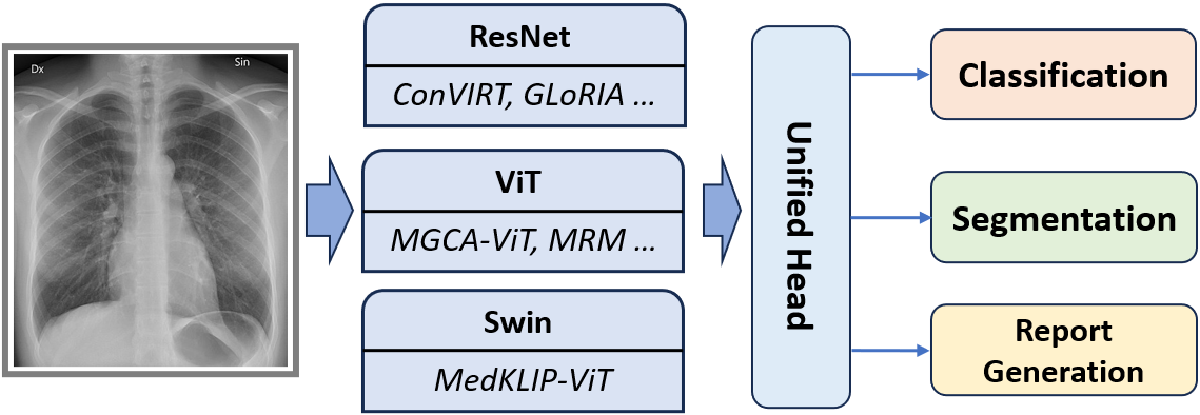 Dx
Sin
ResNet
ConVIRT, GLoRIA ...
ViT
MGCA-ViT, MRM ...
Swin
MedKLIP-ViT
Unified Head
Classification
Segmentation
Report
Generation